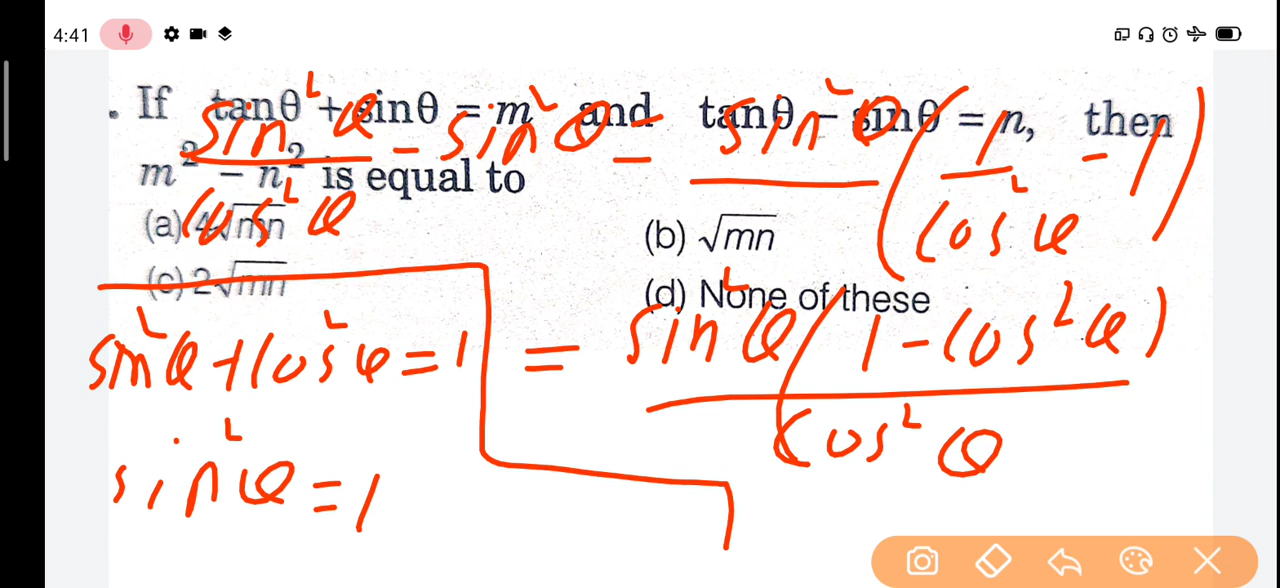 4:41
. If tanθ + sinθ = m and tanθ - sinθ = n, then
m² - n² is equal to
(a) 4√mn
(b) √mn
(c) 2√mn
(d) None of these
sin²θ/cos²θ - sin²θ = sin²θ (1/cos²θ - 1)
sin²θ + cos²θ = 1
= sin²θ (1 - cos²θ)/cos²θ
sin²θ = 1